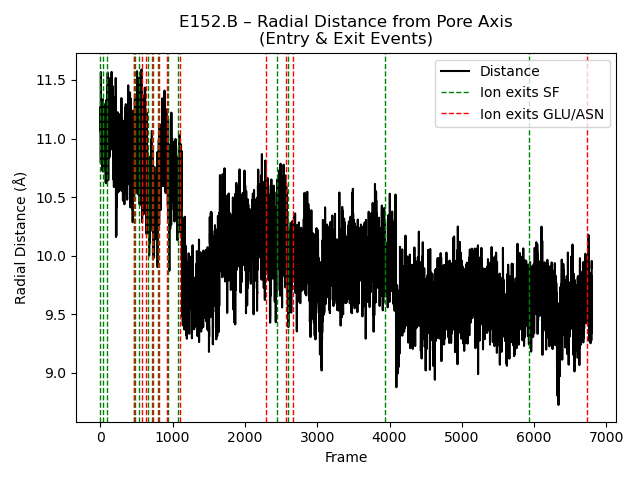 E152.B – Radial Distance from Pore Axis
(Entry & Exit Events)
Distance
Ion exits SF
Ion exits GLU/ASN
Radial Distance (Å)
11.5
11.0
10.5
10.0
9.5
9.0
0 1000 2000 3000 4000 5000 6000 7000
Frame